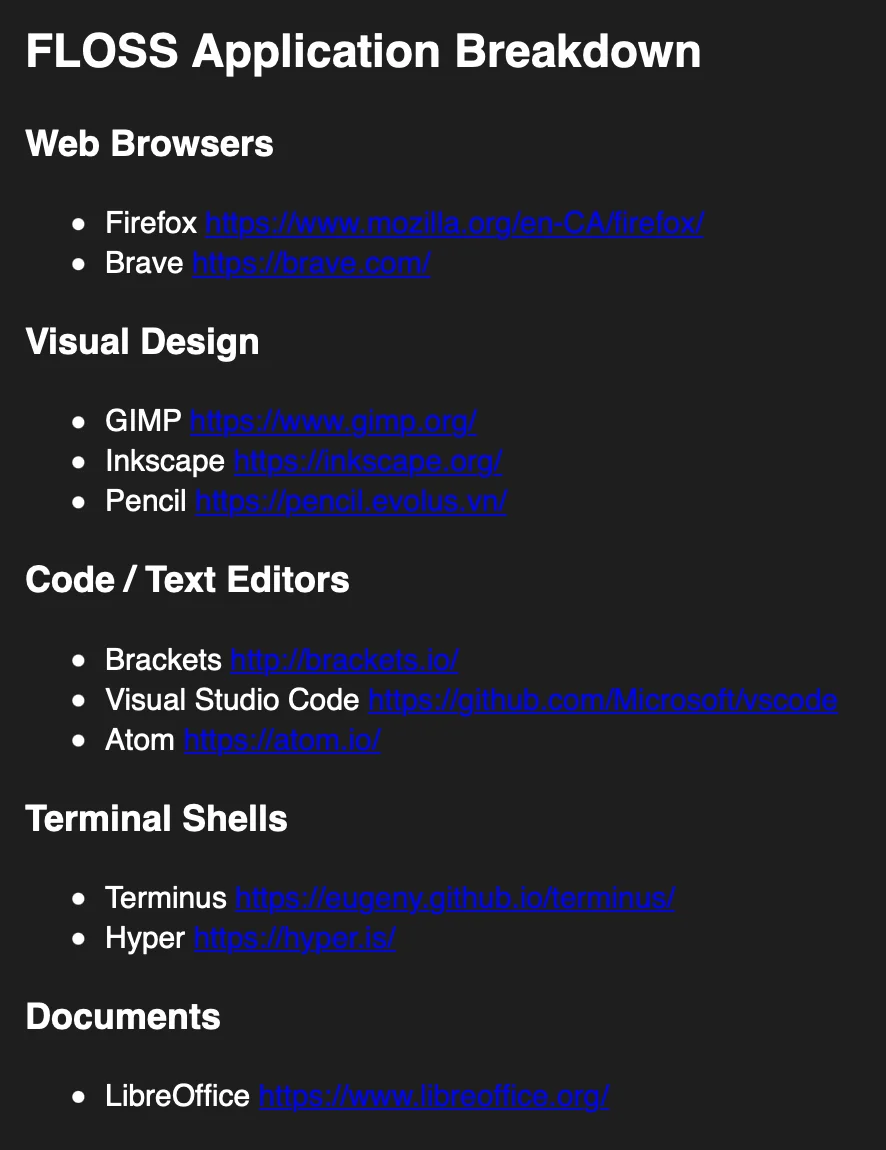 FLOSS Application Breakdown
Web Browsers
• Firefox https://www.mozilla.org/en-CA/firefox/
• Brave https://brave.com/
Visual Design
• GIMP https://www.gimp.org/
• Inkscape https://inkscape.org/
• Pencil https://pencil.evolus.vn/
Code / Text Editors
• Brackets http://brackets.io/
• Visual Studio Code https://github.com/Microsoft/vscode
• Atom https://atom.io/
Terminal Shells
• Terminus https://eugeny.github.io/terminus/
• Hyper https://hyper.is/
Documents
• LibreOffice https://www.libreoffice.org/